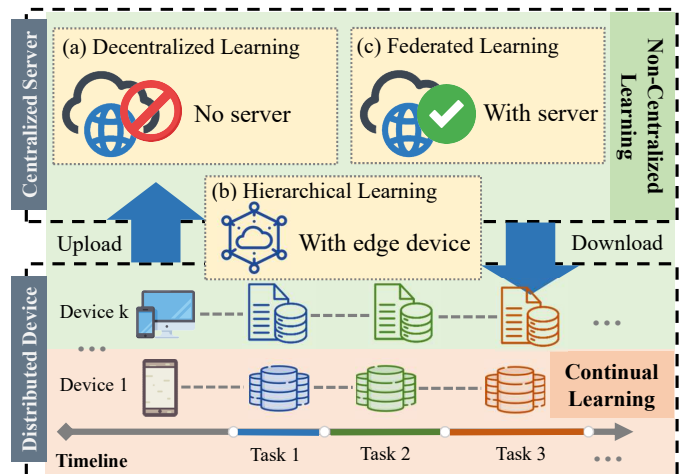 Centralized Server
(a) Decentralized Learning
No server
(c) Federated Learning
With server
Non-Centralized
Learning
(b) Hierarchical Learning
With edge device
Upload
Download
Distributed Device
Device k
...
...
Device 1
Continual
Learning
Timeline
Task 1
Task 2
Task 3
...